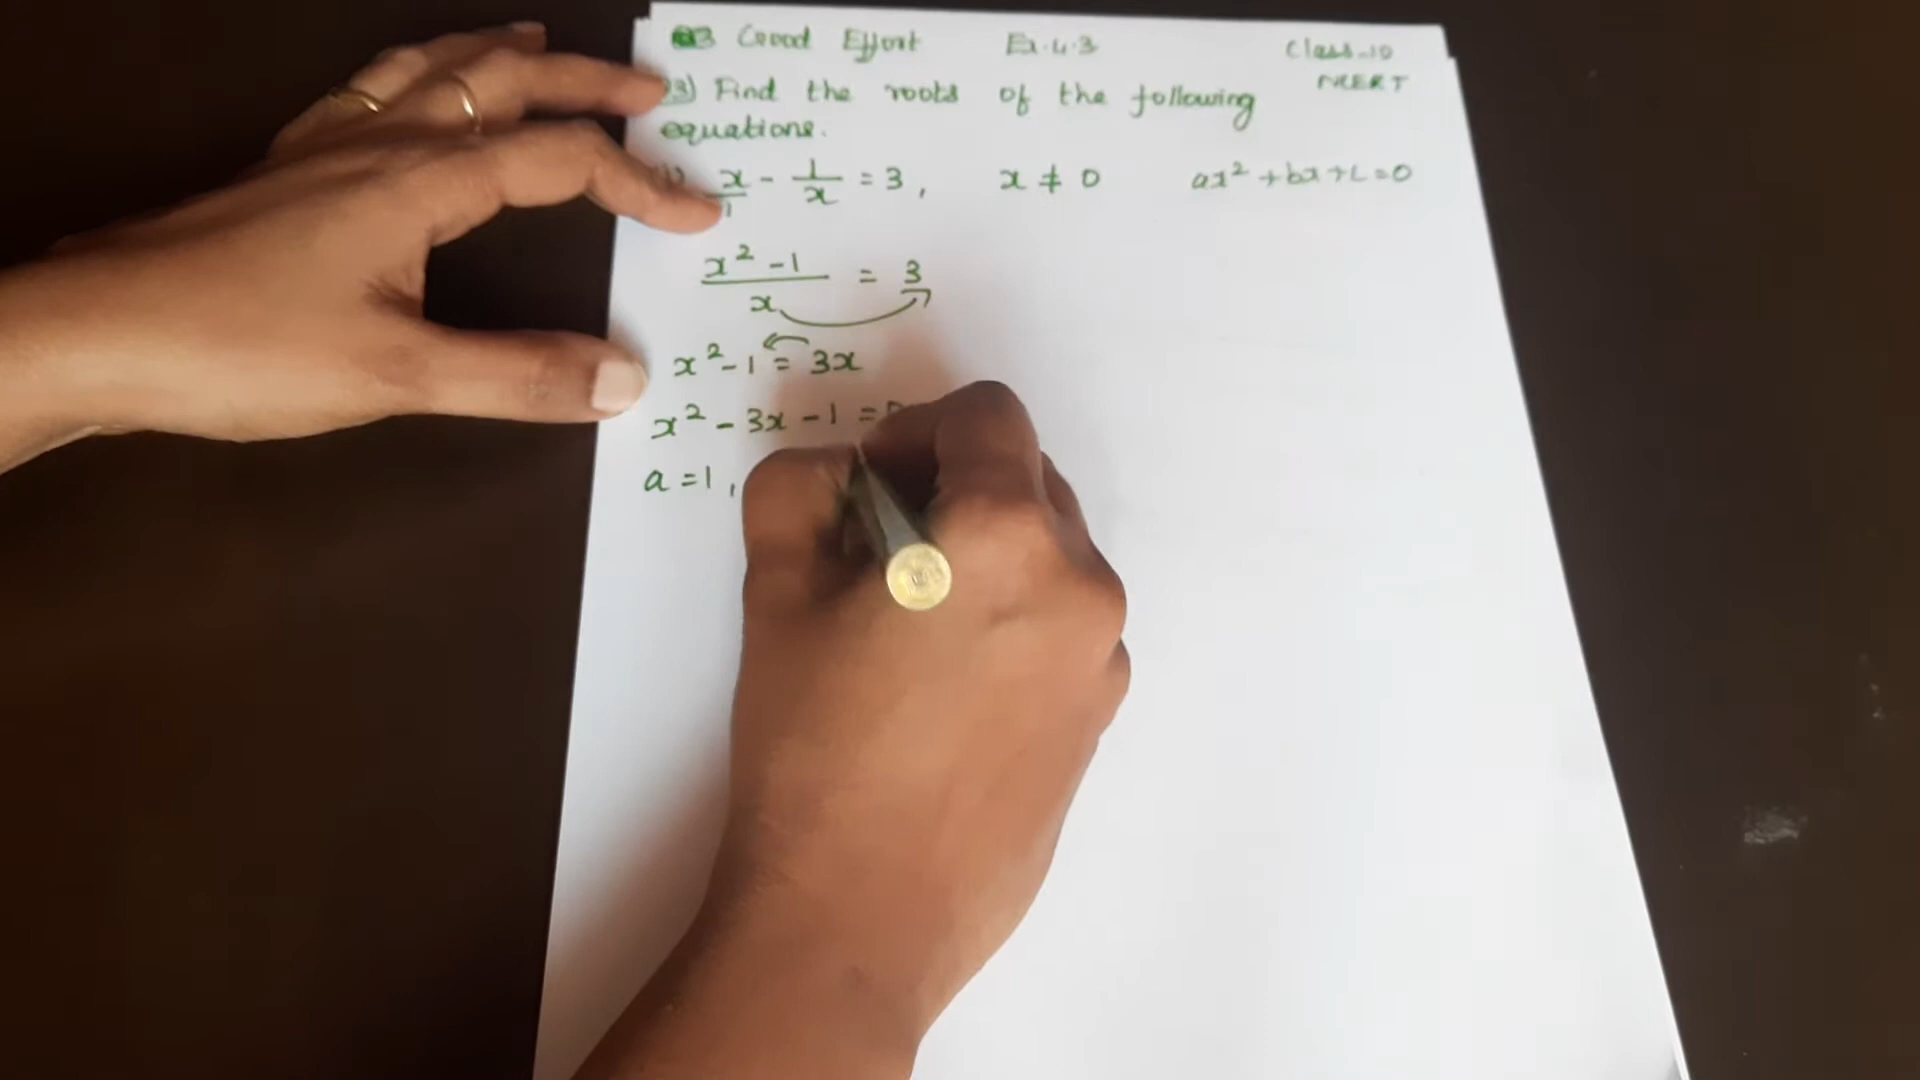 Good Effort Ex.4.3 Class-10
NCERT
3) Find the roots of the following
equations.
x/1 - 1/x = 3, x ≠ 0 ax² + bx + c = 0
(x² - 1)/x = 3
x² - 1 = 3x
x² - 3x - 1 = 0
a = 1,